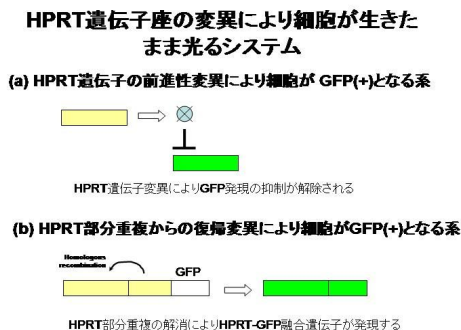 HPRT遺伝子座の変異により細胞が生きた
まま光るシステム
(a) HPRT遺伝子の前進性変異により細胞が GFP(+)となる系
HPRT遺伝子変異によりGFP発現の抑制が解除される
(b) HPRT部分重複からの復帰変異により細胞がGFP(+)となる系
Homologous
recombination
GFP
HPRT部分重複の解消によりHPRT-GFP融合遺伝子が発現する